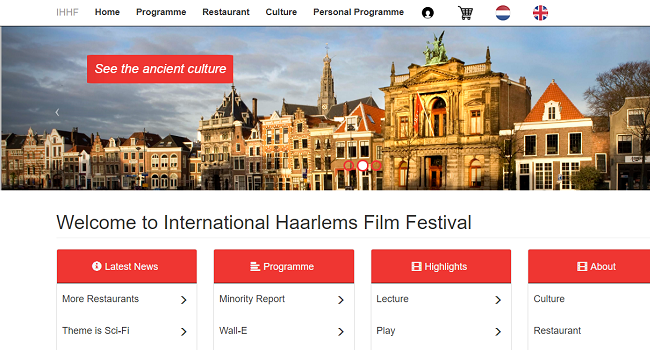 IHHF Home Programme Restaurant Culture Personal Programme
See the ancient culture
Welcome to International Haarlems Film Festival
Latest News Programme Highlights About
More Restaurants Minority Report Lecture Culture
Theme is Sci-Fi Wall-E Play Restaurant